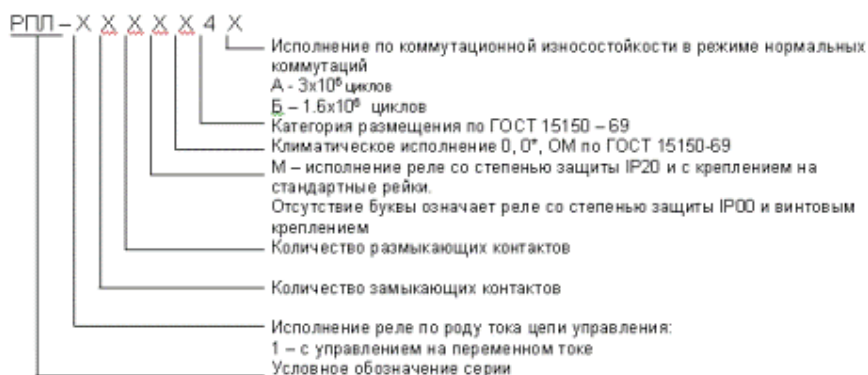 РПЛ – Х Х Х Х Х 4 Х
Исполнение по коммутационной износостойкости в режиме нормальных
коммутаций
А - 3х10⁶ циклов
Б – 1.6х10⁶ циклов
Категория размещения по ГОСТ 15150 – 69
Климатическое исполнение 0, 0*, ОМ по ГОСТ 15150-69
М – исполнение реле со степенью защиты IP20 и с креплением на
стандартные рейки.
Отсутствие буквы означает реле со степенью защиты IP00 и винтовым
креплением
Количество размыкающих контактов
Количество замыкающих контактов
Исполнение реле по роду тока цепи управления:
1 – с управлением на переменном токе
Условное обозначение серии